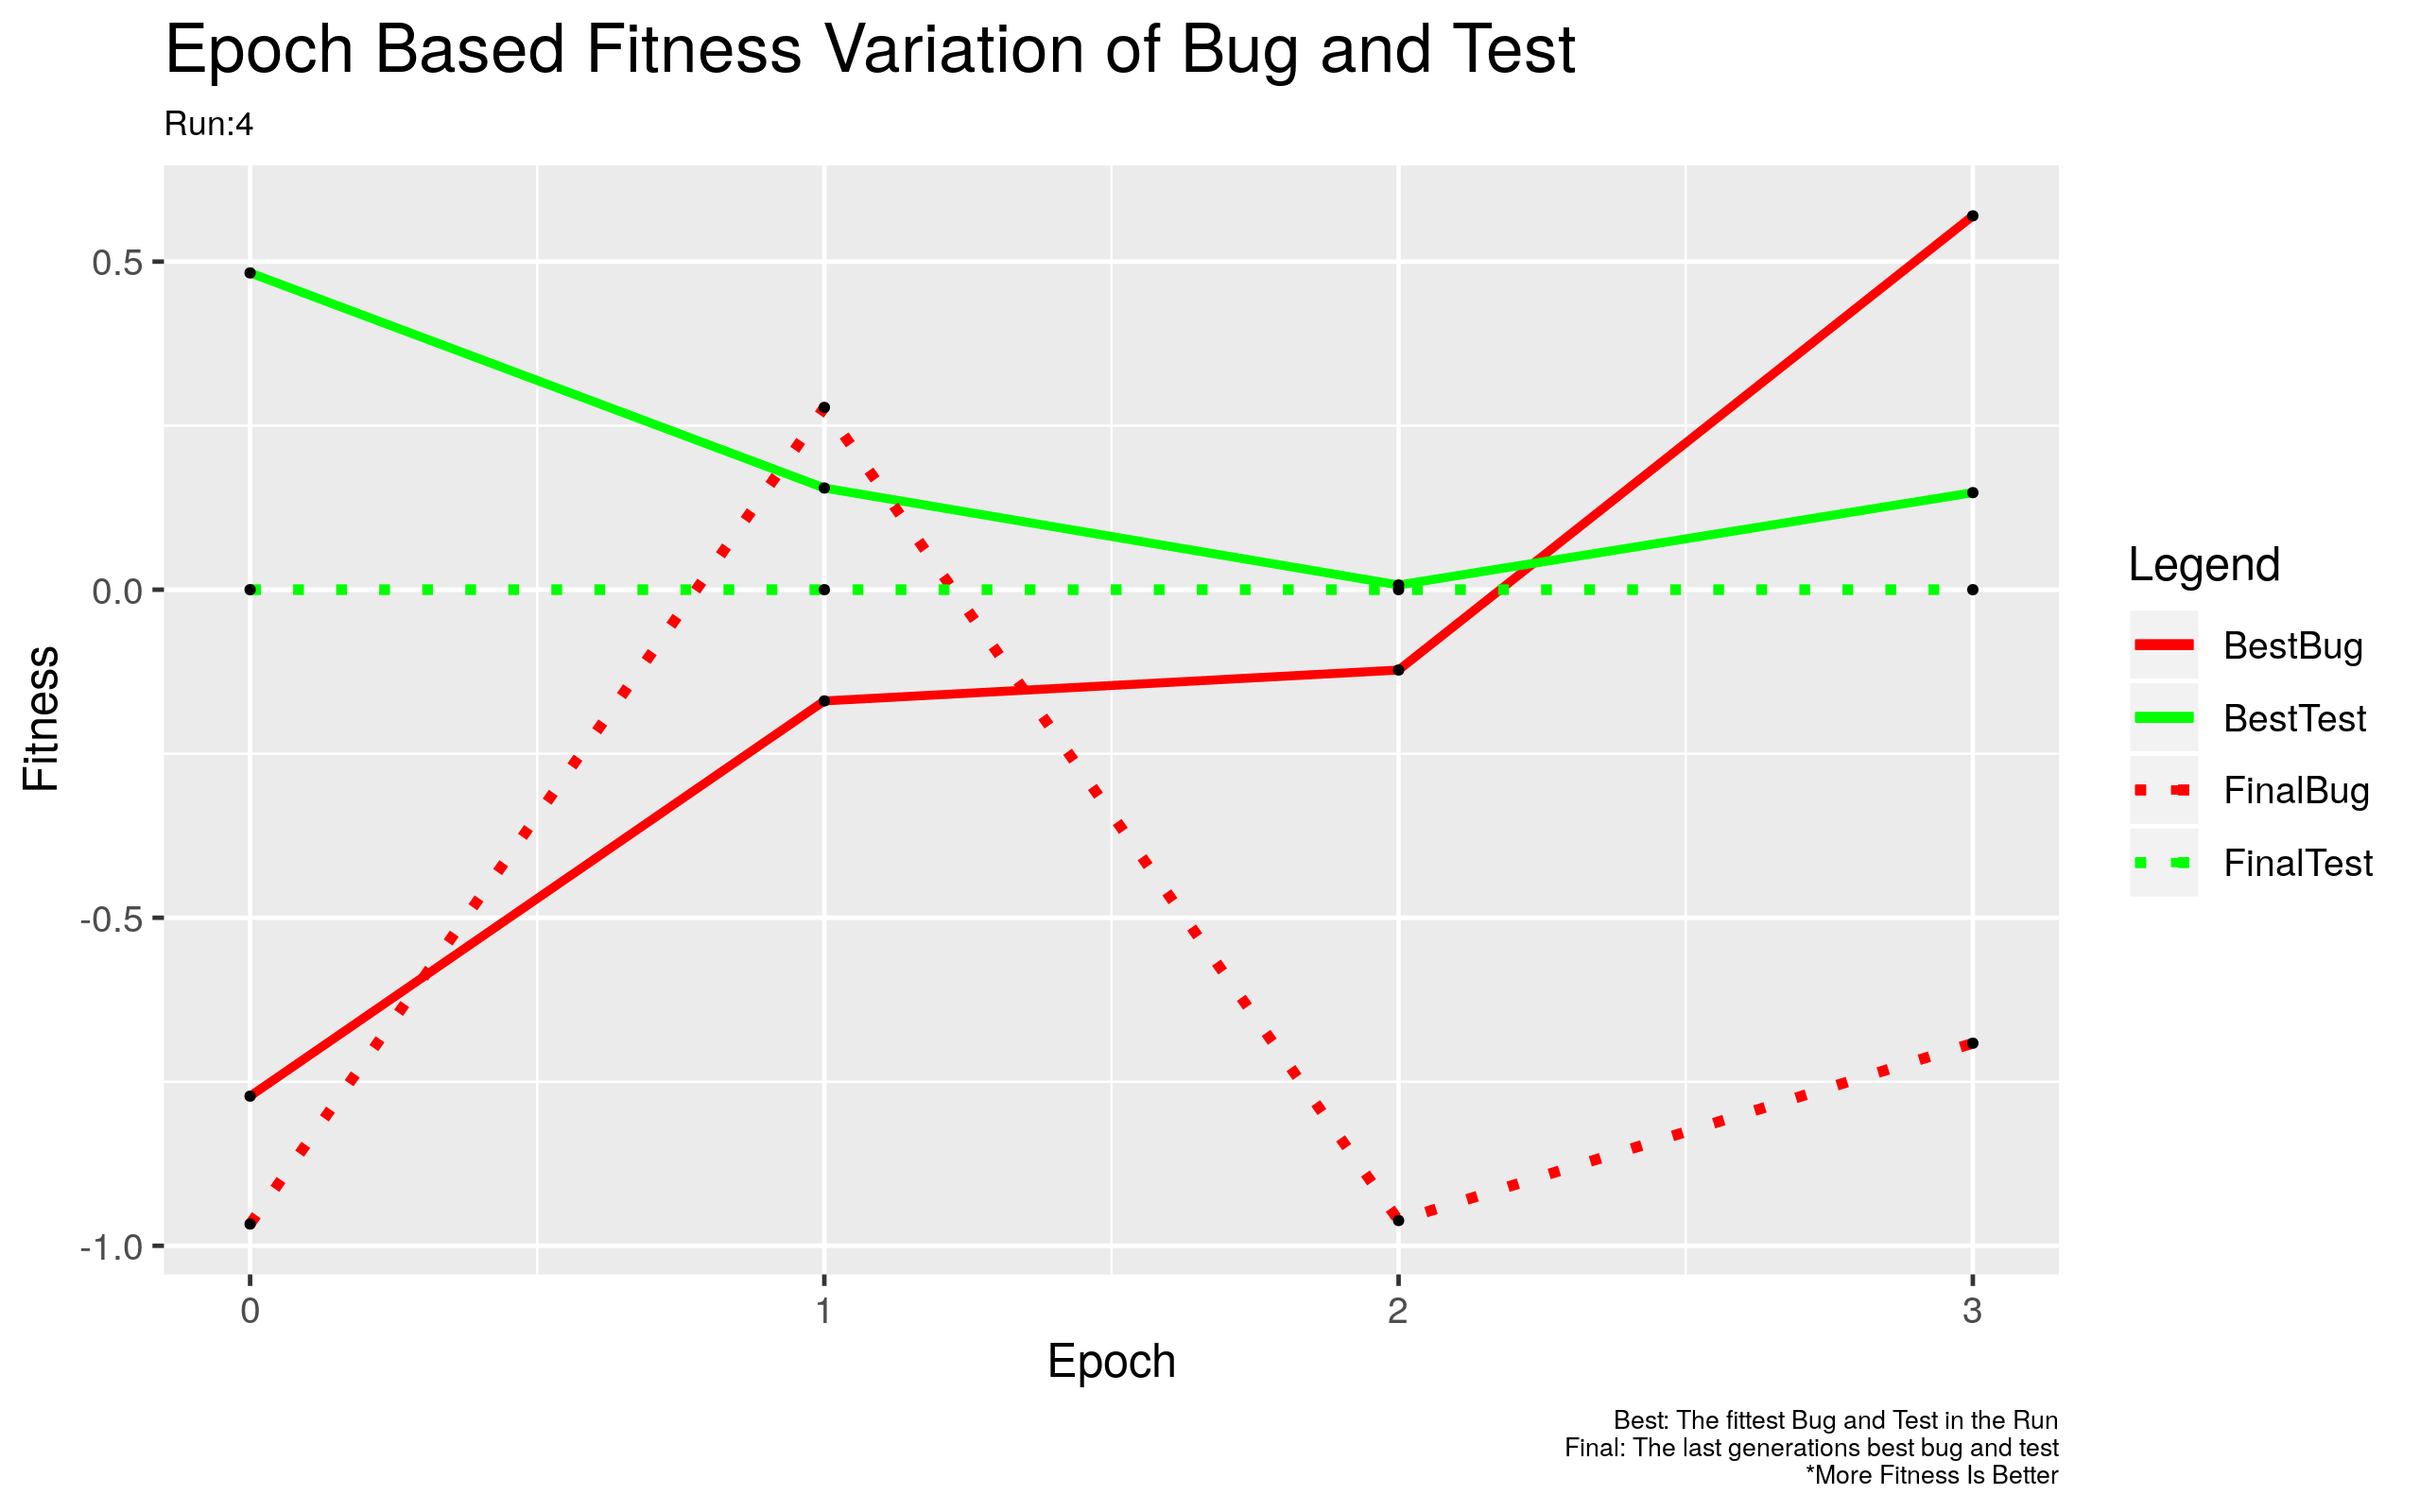 Epoch Based Fitness Variation of Bug and Test
Run:4
0.5
0.0
-0.5
-1.0
Fitness
0
1
2
3
Epoch
Legend
BestBug
BestTest
FinalBug
FinalTest
Best: The fittest Bug and Test in the Run
Final: The last generations best bug and test
*More Fitness Is Better